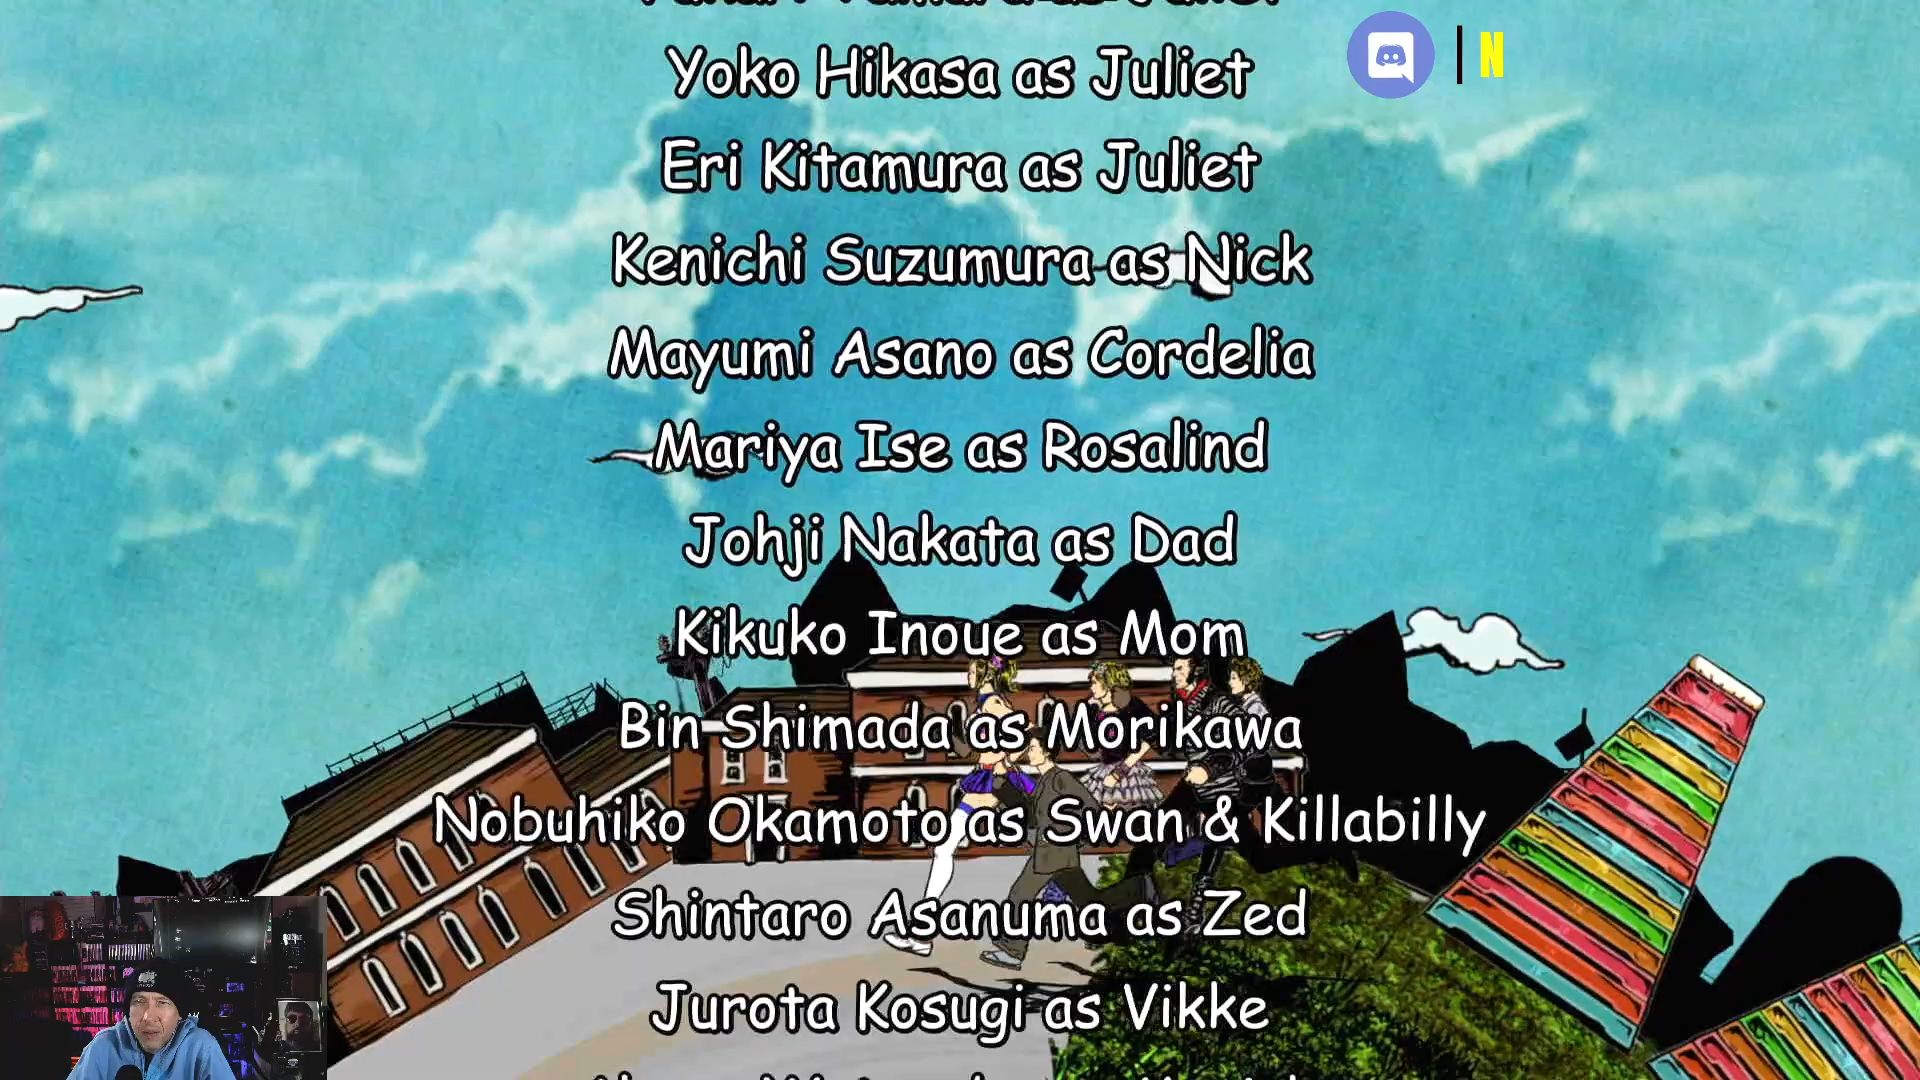 Yoko Hikasa as Juliet
| N
Eri Kitamura as Juliet
Kenichi Suzumura as Nick
Mayumi Asano as Cordelia
Mariya Ise as Rosalind
Johji Nakata as Dad
Kikuko Inoue as Mom
Bin Shimada as Morikawa
Nobuhiko Okamoto as Swan & Killabilly
Shintaro Asanuma as Zed
Jurota Kosugi as Vikke